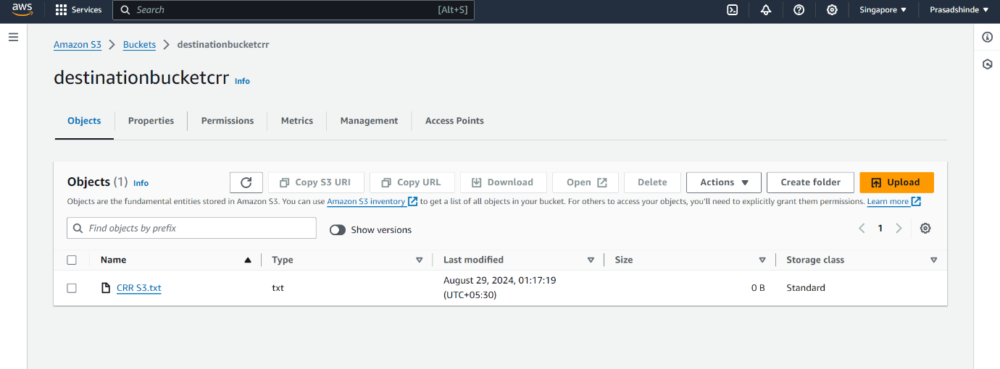 aws Services Search [Alt+S] Singapore Prasadshinde
Amazon S3 Buckets destinationbucketcrr
destinationbucketcrr Info
Objects Properties Permissions Metrics Management Access Points
Objects (1) Info Copy S3 URI Copy URL Download Open Delete Actions Create folder Upload
Objects are the fundamental entities stored in Amazon S3. You can use Amazon S3 inventory to get a list of all objects in your bucket. For others to access your objects, you'll need to explicitly grant them permissions. Learn more
Find objects by prefix Show versions 1
Name Type Last modified Size Storage class
CRR S3.txt txt August 29, 2024, 01:17:19 0 B Standard
(UTC+05:30)